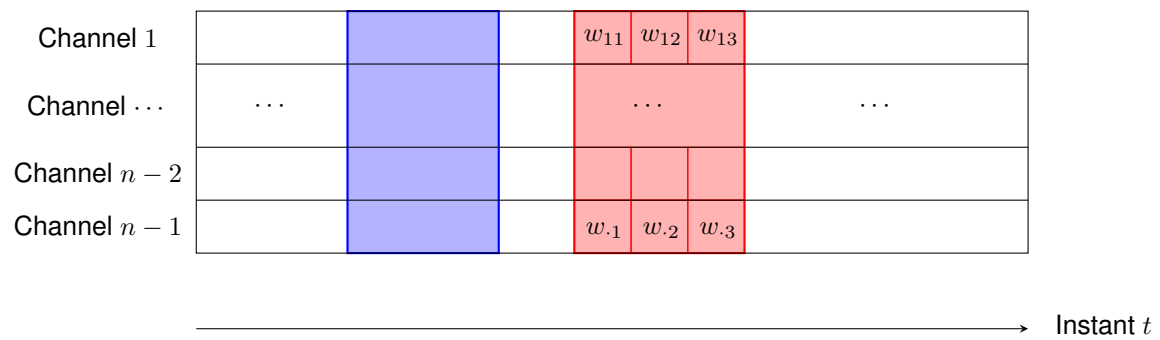 Channel 1 w₁₁ w₁₂ w₁₃
Channel ⋯ ⋯ ⋯ ⋯
Channel n − 2
Channel n − 1 w.₁ w.₂ w.₃
Instant t